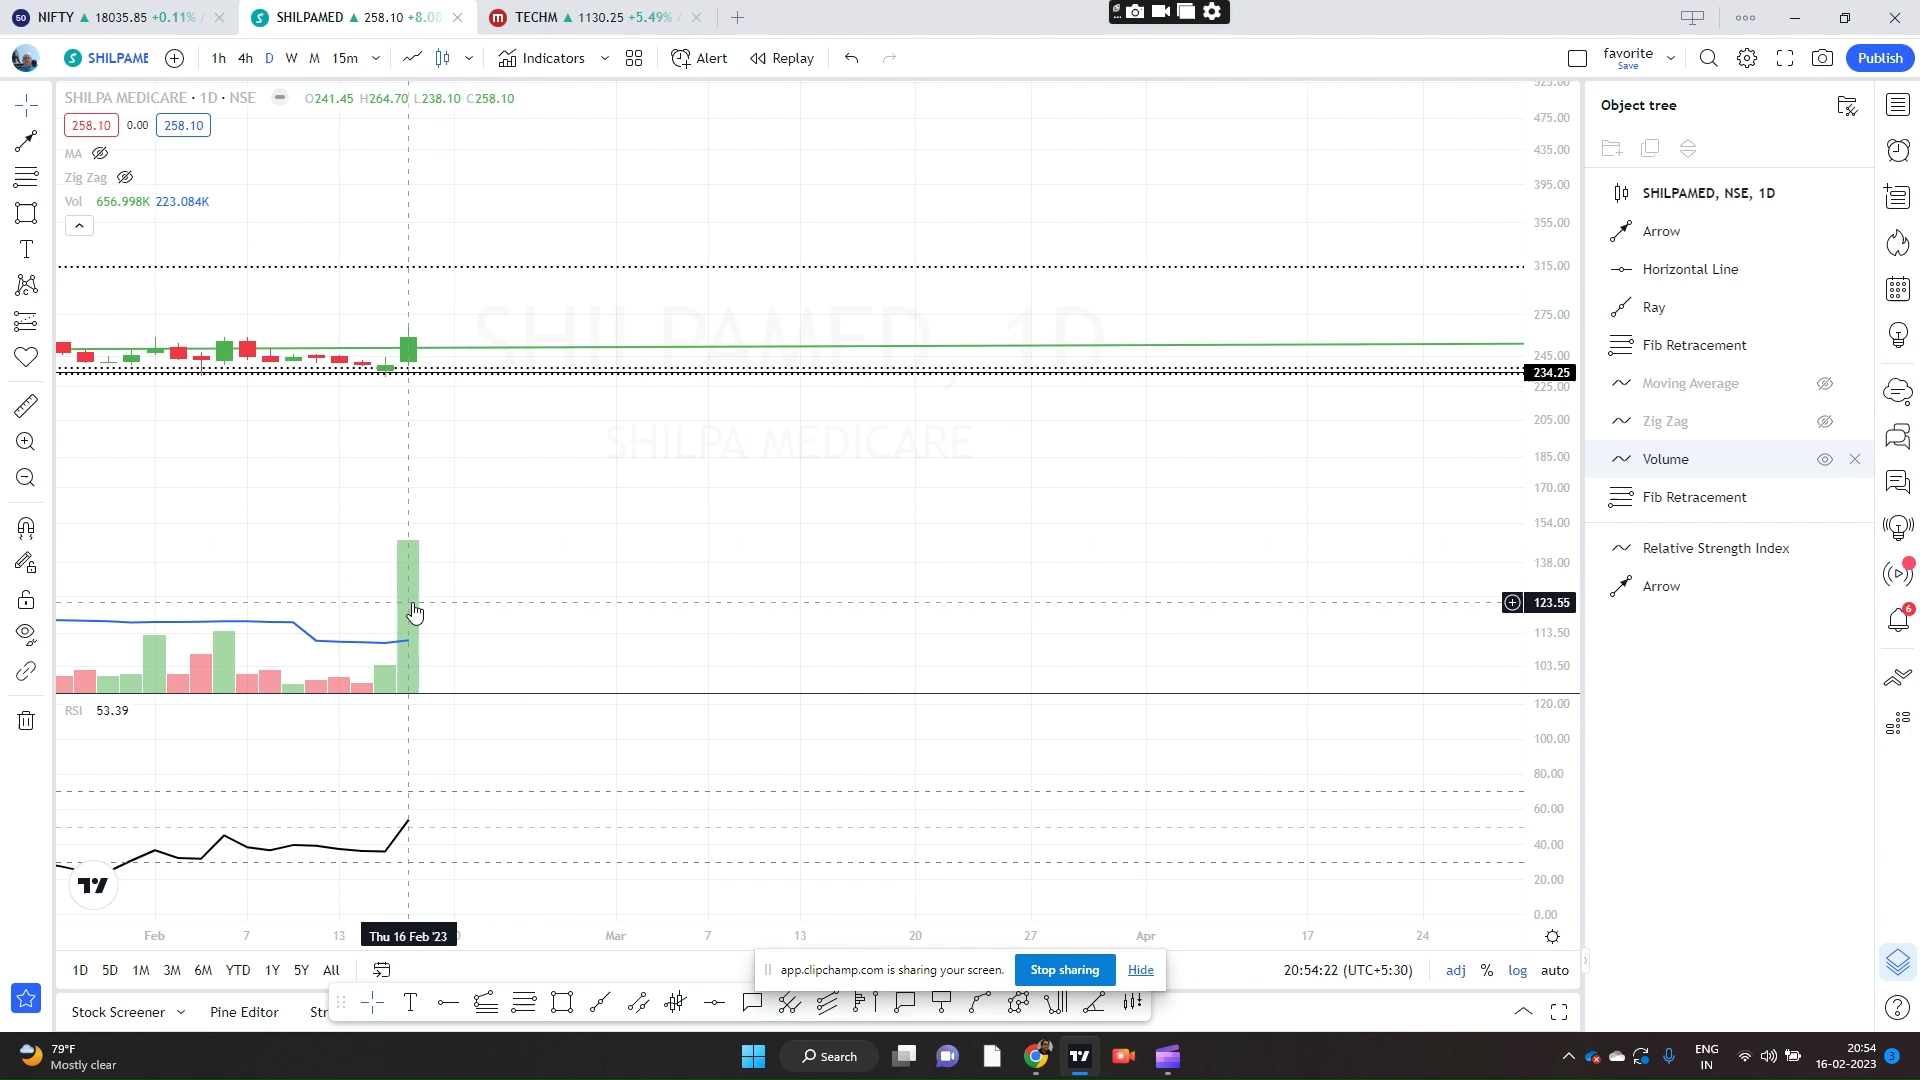 NIFTY ▲ 18035.85 +0.11%
SHILPAMED ▲ 258.10 +8.08
TECHM ▲ 1130.25 +5.49%
SHILPAME
1h 4h D W M 15m
Indicators
Alert
Replay
favorite
Save
Publish
SHILPA MEDICARE · 1D · NSE
O241.45 H264.70 L238.10 C258.10
258.10 0.00 258.10
MA
Zig Zag
Vol 656.998K 223.084K
SHILPAMED, 1D
SHILPA MEDICARE
525.00
475.00
435.00
395.00
355.00
315.00
275.00
245.00
234.25
225.00
205.00
185.00
170.00
154.00
138.00
123.55
113.50
103.50
RSI 53.39
120.00
100.00
80.00
60.00
40.00
20.00
0.00
Feb 7 13 Thu 16 Feb '23 Mar 7 13 20 27 Apr 17 24
1D 5D 1M 3M 6M YTD 1Y 5Y All
app.clipchamp.com is sharing your screen.
Stop sharing
Hide
20:54:22 (UTC+5:30)
adj % log auto
Stock Screener
Pine Editor
Str
Object tree
SHILPAMED, NSE, 1D
Arrow
Horizontal Line
Ray
Fib Retracement
Moving Average
Zig Zag
Volume
Fib Retracement
Relative Strength Index
Arrow
6
79°F
Mostly clear
Search
ENG
IN
20:54
16-02-2023
3